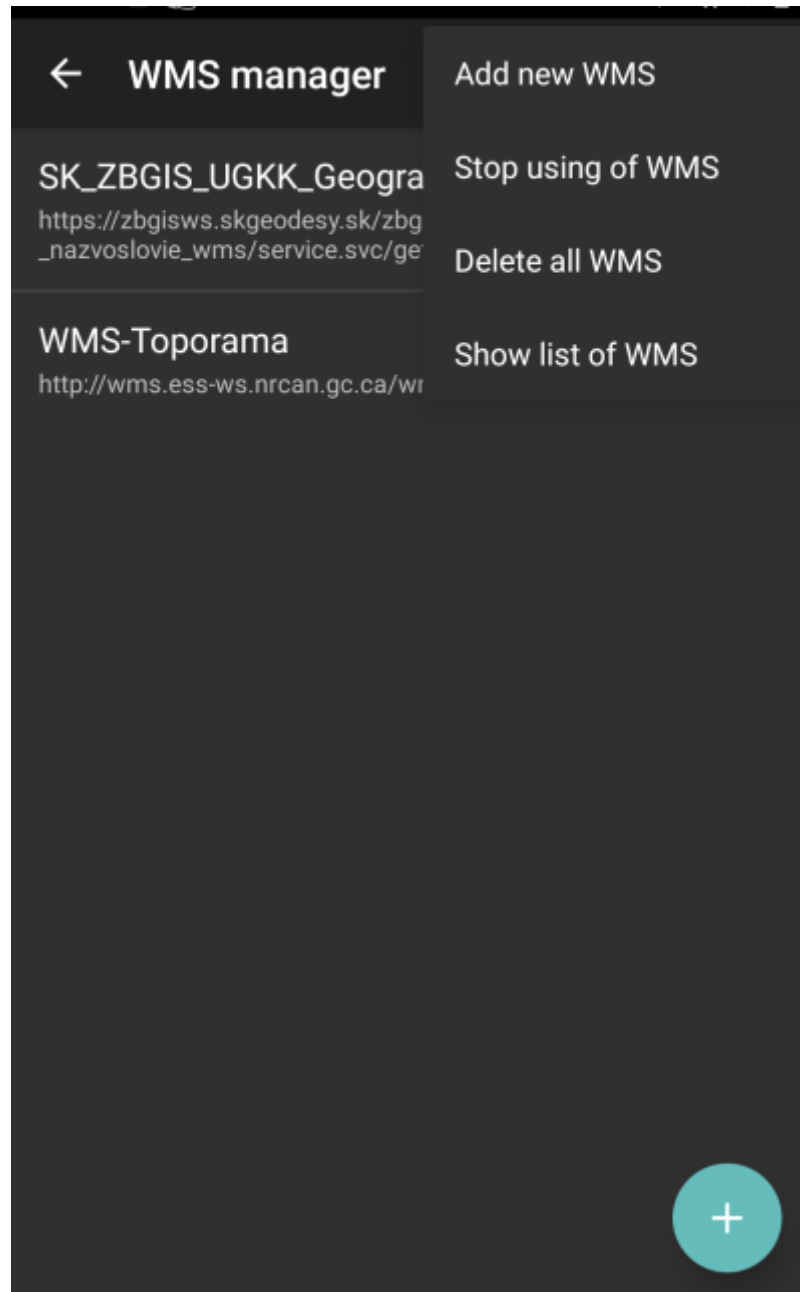 WMS manager
Add new WMS
Stop using of WMS
Delete all WMS
Show list of WMS
SK_ZBGIS_UGKK_Geogra
https://zbgisws.skgeodesy.sk/zbg
_nazvoslovie_wms/service.svc/ge
WMS-Toporama
http://wms.ess-ws.nrcan.gc.ca/w